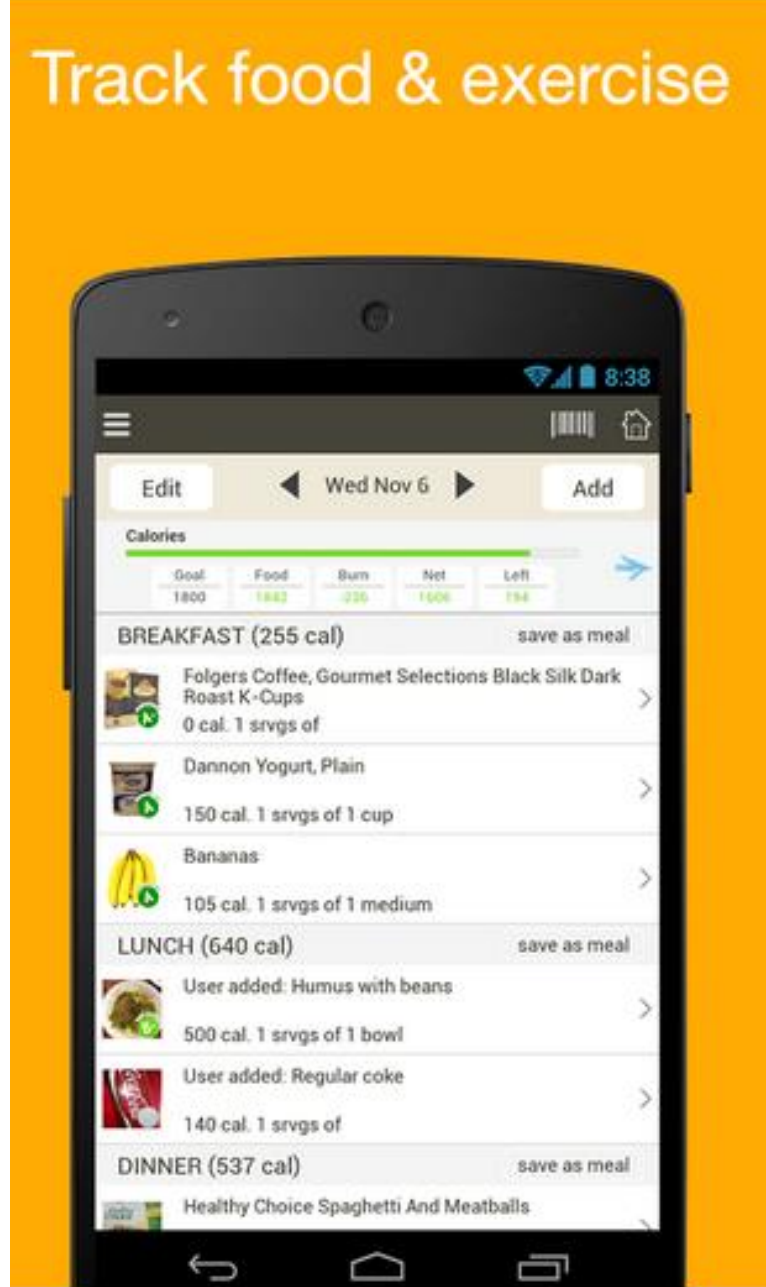 Track food & exercise
8:38
Edit
Wed Nov 6
Add
Calories
Goal Food Burn Net Left
1800 1606 194
BREAKFAST (255 cal) save as meal
Folgers Coffee, Gourmet Selections Black Silk Dark
Roast K-Cups
0 cal. 1 srvgs of
Dannon Yogurt, Plain
150 cal. 1 srvgs of 1 cup
Bananas
105 cal. 1 srvgs of 1 medium
LUNCH (640 cal) save as meal
User added: Humus with beans
500 cal. 1 srvgs of 1 bowl
User added: Regular coke
140 cal. 1 srvgs of
DINNER (537 cal) save as meal
Healthy Choice Spaghetti And Meatballs